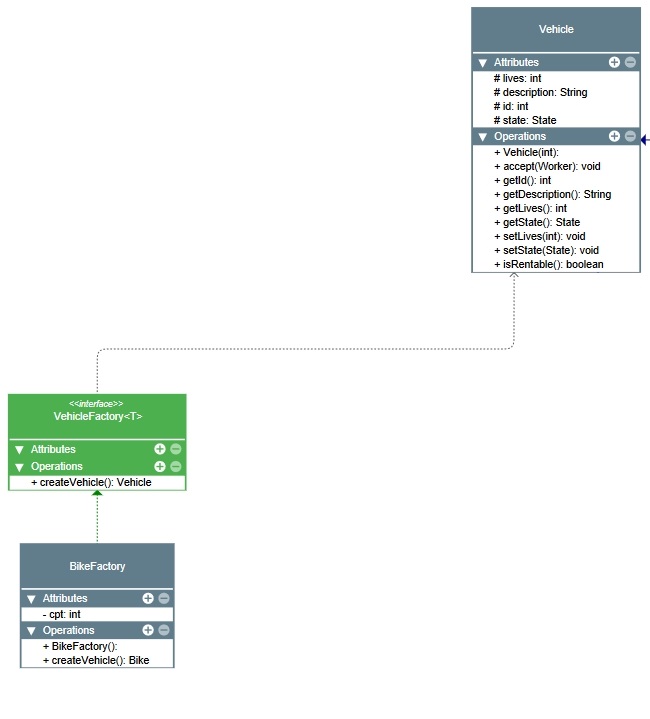 Vehicle
Attributes
# lives: int
# description: String
# id: int
# state: State
Operations
+ Vehicle(int):
+ accept(Worker): void
+ getId(): int
+ getDescription(): String
+ getLives(): int
+ getState(): State
+ setLives(int): void
+ setState(State): void
+ isRentable(): boolean
<<interface>>
VehicleFactory<T>
Attributes
Operations
+ createVehicle(): Vehicle
BikeFactory
Attributes
- cpt: int
Operations
+ BikeFactory():
+ createVehicle(): Bike